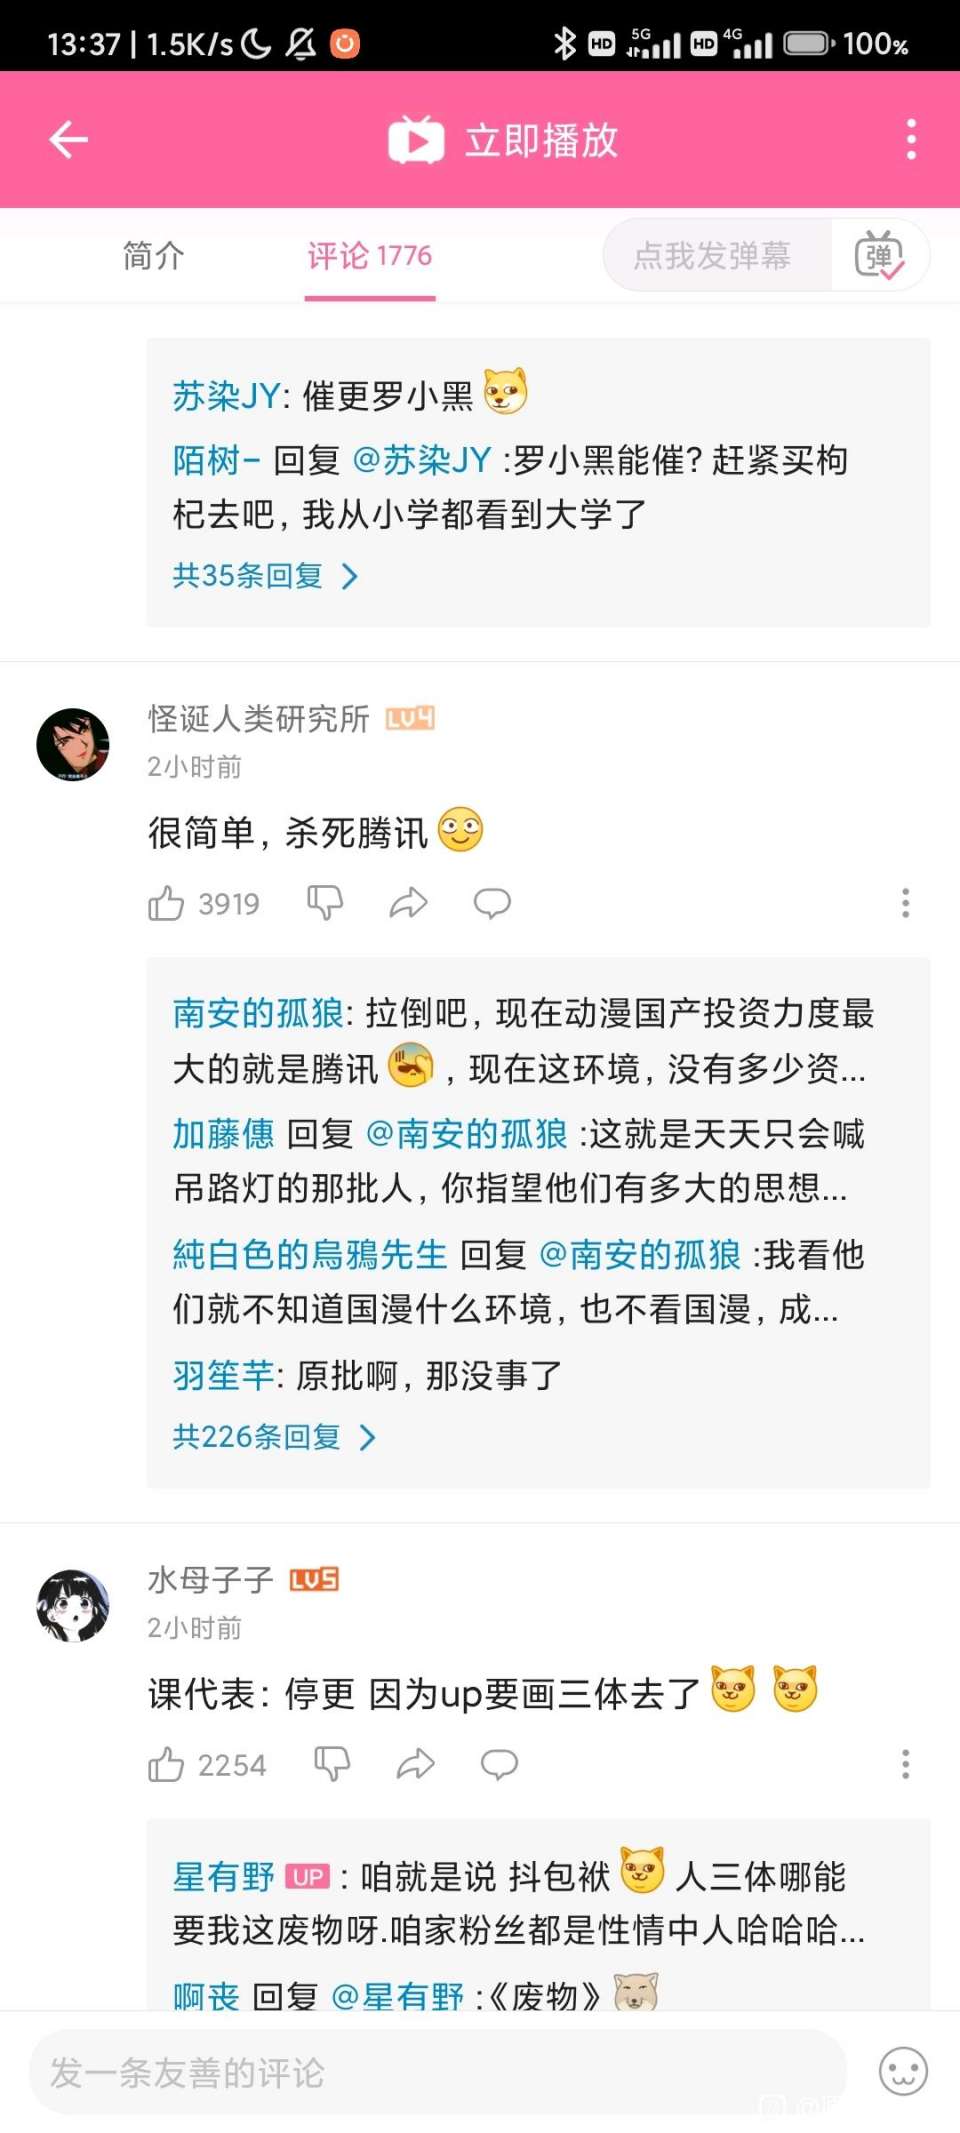 13:37 | 1.5K/s HD 5G HD 4G 100%
立即播放
简介 评论 1776 点我发弹幕 弹
苏染JY: 催更罗小黑
陌树- 回复 @苏染JY :罗小黑能催? 赶紧买枸
杞去吧, 我从小学都看到大学了
共35条回复
怪诞人类研究所 LV4
2小时前
很简单, 杀死腾讯
3919
南安的孤狼: 拉倒吧, 现在动漫国产投资力度最
大的就是腾讯 , 现在这环境, 没有多少资...
加藤僡 回复 @南安的孤狼 :这就是天天只会喊
吊路灯的那批人, 你指望他们有多大的思想...
純白色的烏鴉先生 回复 @南安的孤狼 :我看他
们就不知道国漫什么环境, 也不看国漫, 成...
羽笙芊: 原批啊, 那没事了
共226条回复
水母子子 LV5
2小时前
课代表: 停更 因为up要画三体去了
2254
星有野 UP : 咱就是说 抖包袱 人三体哪能
要我这废物呀.咱家粉丝都是性情中人哈哈哈...
啊丧 回复 @星有野 :《废物》
发一条友善的评论